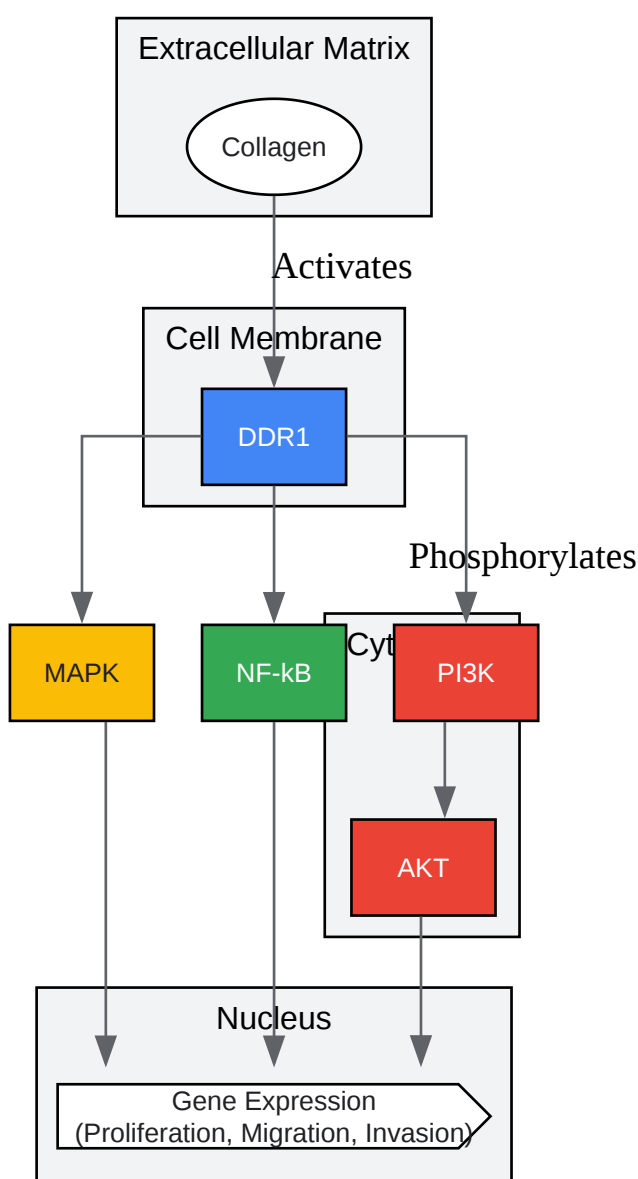 Extracellular Matrix
Collagen
Activates
Cell Membrane
DDR1
Phosphorylates
Cyt
MAPK
NF-kB
PI3K
AKT
Nucleus
Gene Expression
(Proliferation, Migration, Invasion)